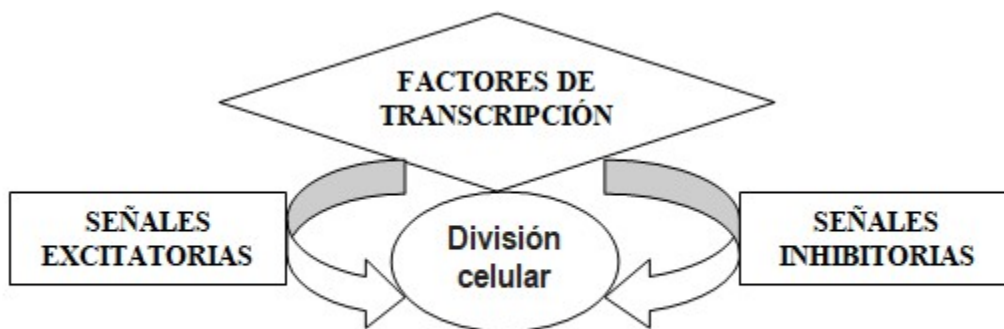 FACTORES DE
TRANSCRIPCIÓN
SEÑALES
EXCITATORIAS
División
celular
SEÑALES
INHIBITORIAS